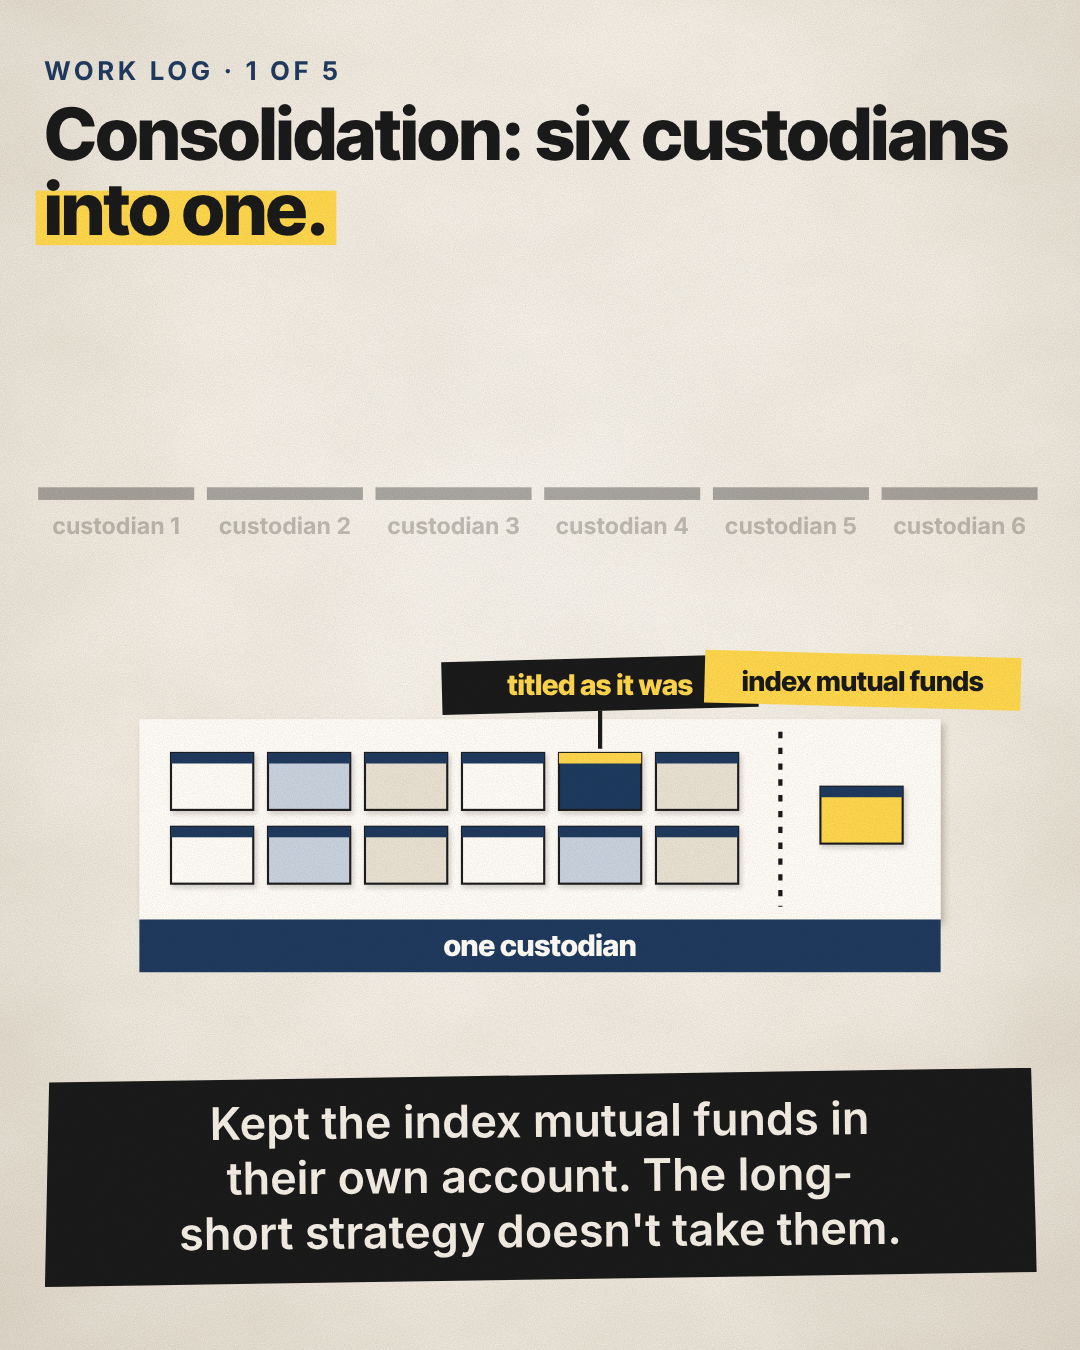 WORK LOG · 1 OF 5
Consolidation: six custodians
into one.
custodian 1
custodian 2
custodian 3
custodian 4
custodian 5
custodian 6
titled as it was
index mutual funds
one custodian
Kept the index mutual funds in
their own account. The long-
short strategy doesn't take them.